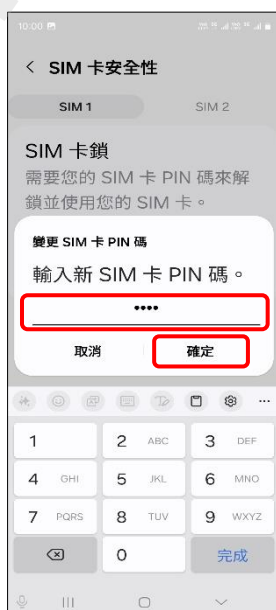 10:00
SIM 卡安全性
SIM 1
SIM 2
SIM 卡鎖
需要您的 SIM 卡 PIN 碼來解
鎖並使用您的 SIM 卡。
變更 SIM 卡 PIN 碼
輸入新 SIM 卡 PIN 碼。
••••
取消
確定
1
2 ABC
3 DEF
4 GHI
5 JKL
6 MNO
7 PQRS
8 TUV
9 WXYZ
0
完成